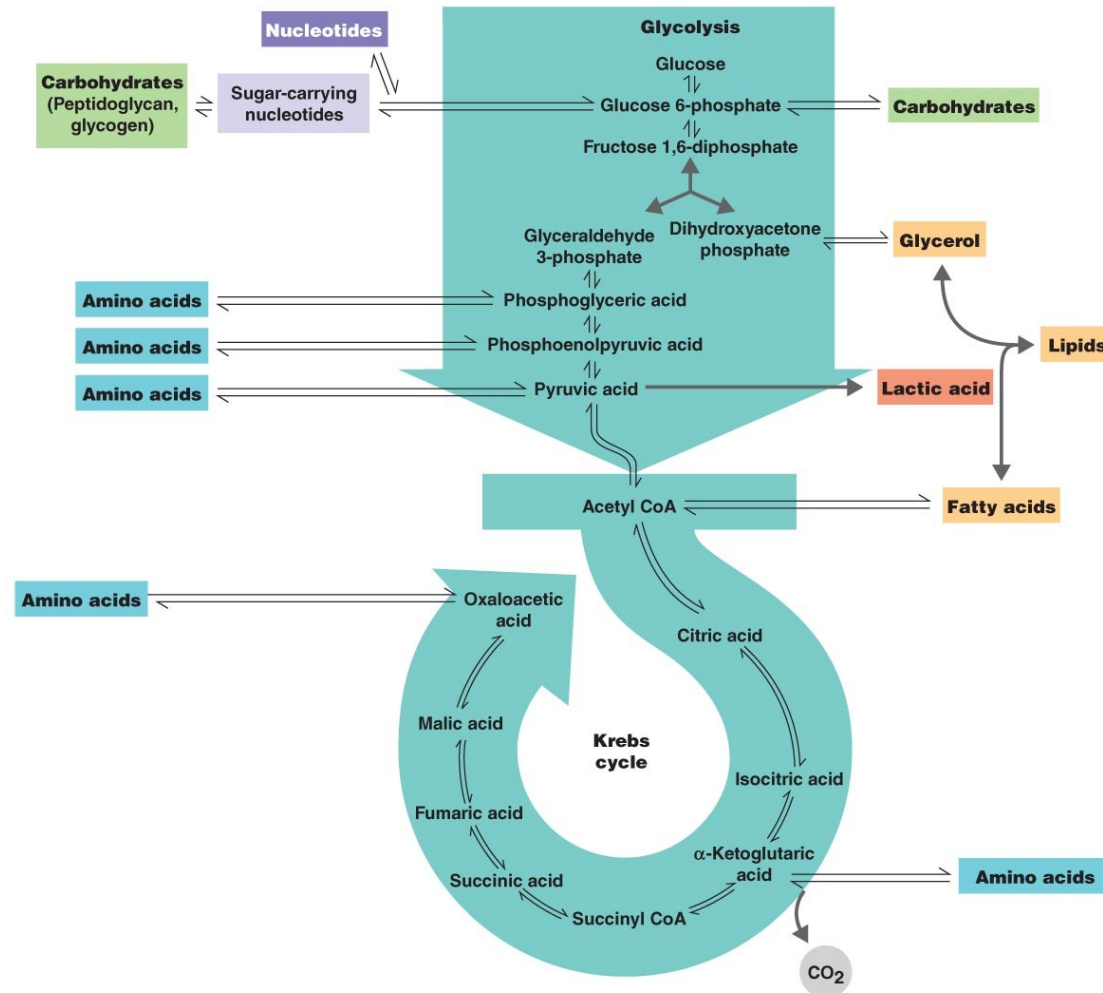 Glycolysis
Nucleotides
Glucose
Carbohydrates
(Peptidoglycan,
glycogen)
Sugar-carrying
nucleotides
Glucose 6-phosphate
Carbohydrates
Fructose 1,6-diphosphate
Glyceraldehyde
3-phosphate
Dihydroxyacetone
phosphate
Glycerol
Amino acids
Phosphoglyceric acid
Amino acids
Phosphoenolpyruvic acid
Lipids
Amino acids
Pyruvic acid
Lactic acid
Acetyl CoA
Fatty acids
Amino acids
Oxaloacetic
acid
Citric acid
Malic acid
Krebs
cycle
Isocitric acid
Fumaric acid
α-Ketoglutaric
acid
Amino acids
Succinic acid
Succinyl CoA
CO2